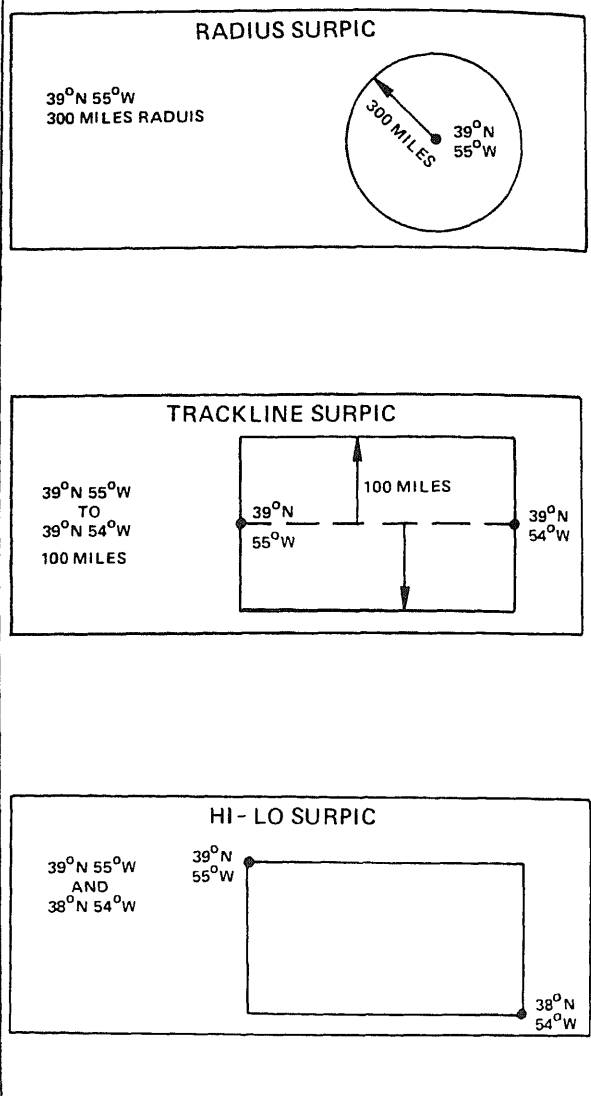 RADIUS SURPIC
39°N 55°W
300 MILES RADUIS
300 MILES
39°N
55°W
TRACKLINE SURPIC
39°N 55°W
TO
39°N 54°W
100 MILES
100 MILES
39°N
55°W
39°N
54°W
HI-LO SURPIC
39°N 55°W
AND
38°N 54°W
39°N
55°W
38°N
54°W